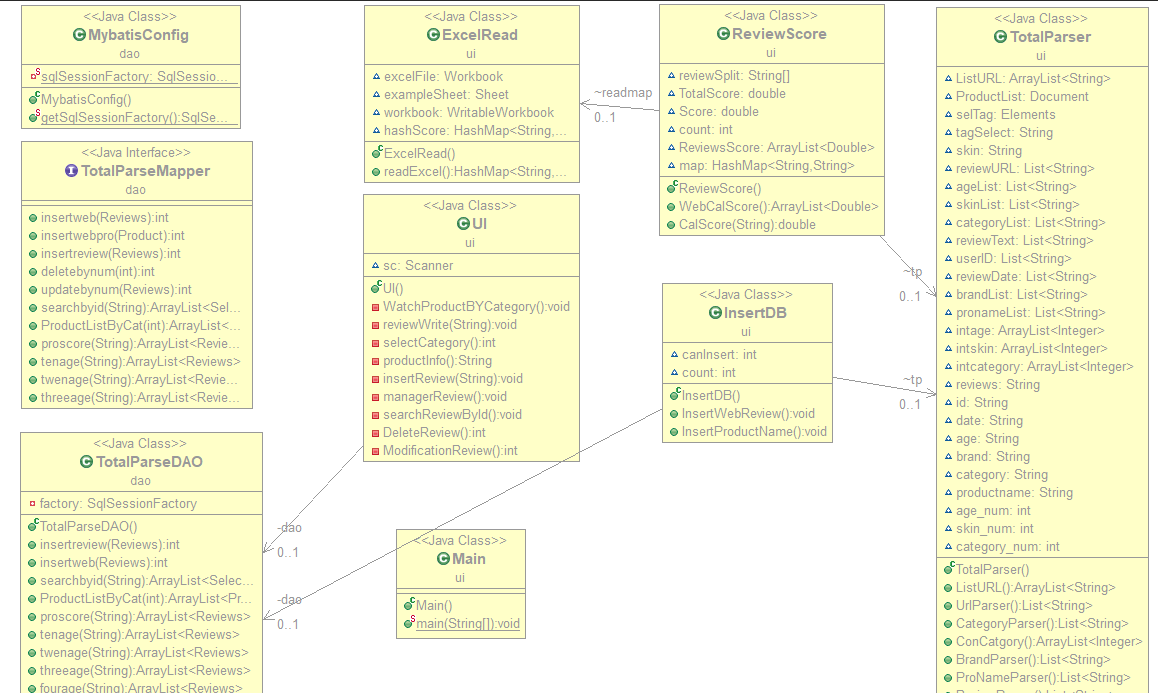 <<Java Class>>
MybatisConfig
dao
sqlSessionFactory: SqlSessio...
MybatisConfig()
getSqlSessionFactory():SqlSe...
<<Java Interface>>
TotalParseMapper
dao
insertweb(Reviews):int
insertwebpro(Product):int
insertreview(Reviews):int
deletebynum(int):int
updatebynum(Reviews):int
searchbyid(String):ArrayList<Sel...
ProductListByCat(int):ArrayList<...
proscore(String):ArrayList<Revie...
tenage(String):ArrayList<Reviews>
twenage(String):ArrayList<Revie...
threeage(String):ArrayList<Revie...
<<Java Class>>
TotalParseDAO
dao
factory: SqlSessionFactory
TotalParseDAO()
insertreview(Reviews):int
insertweb(Reviews):int
searchbyid(String):ArrayList<Selec...
ProductListByCat(int):ArrayList<Pr...
proscore(String):ArrayList<Reviews>
tenage(String):ArrayList<Reviews>
twenage(String):ArrayList<Reviews>
threeage(String):ArrayList<Reviews>
fourage(String):ArrayList<Reviews>
<<Java Class>>
ExcelRead
ui
excelFile: Workbook
exampleSheet: Sheet
workbook: WritableWorkbook
hashScore: HashMap<String,...
ExcelRead()
readExcel():HashMap<String,...
<<Java Class>>
UI
ui
sc: Scanner
UI()
WatchProductBYCategory():void
reviewWrite(String):void
selectCategory():int
productInfo():String
insertReview(String):void
managerReview():void
searchReviewById():void
DeleteReview():int
ModificationReview():int
-dao
0..1
-dao
0..1
<<Java Class>>
Main
ui
Main()
main(String[]):void
~readmap
0..1
<<Java Class>>
ReviewScore
ui
reviewSplit: String[]
TotalScore: double
Score: double
count: int
ReviewsScore: ArrayList<Double>
map: HashMap<String,String>
ReviewScore()
WebCalScore():ArrayList<Double>
CalScore(String):double
~tp
0..1
<<Java Class>>
InsertDB
ui
canInsert: int
count: int
InsertDB()
InsertWebReview():void
InsertProductName():void
~tp
0..1
<<Java Class>>
TotalParser
ui
ListURL: ArrayList<String>
ProductList: Document
selTag: Elements
tagSelect: String
skin: String
reviewURL: List<String>
ageList: List<String>
skinList: List<String>
categoryList: List<String>
reviewText: List<String>
userID: List<String>
reviewDate: List<String>
brandList: List<String>
pronameList: List<String>
intage: ArrayList<Integer>
intskin: ArrayList<Integer>
intcategory: ArrayList<Integer>
reviews: String
id: String
date: String
age: String
brand: String
category: String
productname: String
age_num: int
skin_num: int
category_num: int
TotalParser()
ListURL():ArrayList<String>
UrlParser():List<String>
CategoryParser():List<String>
ConCatgory():ArrayList<Integer>
BrandParser():List<String>
ProNameParser():List<String>